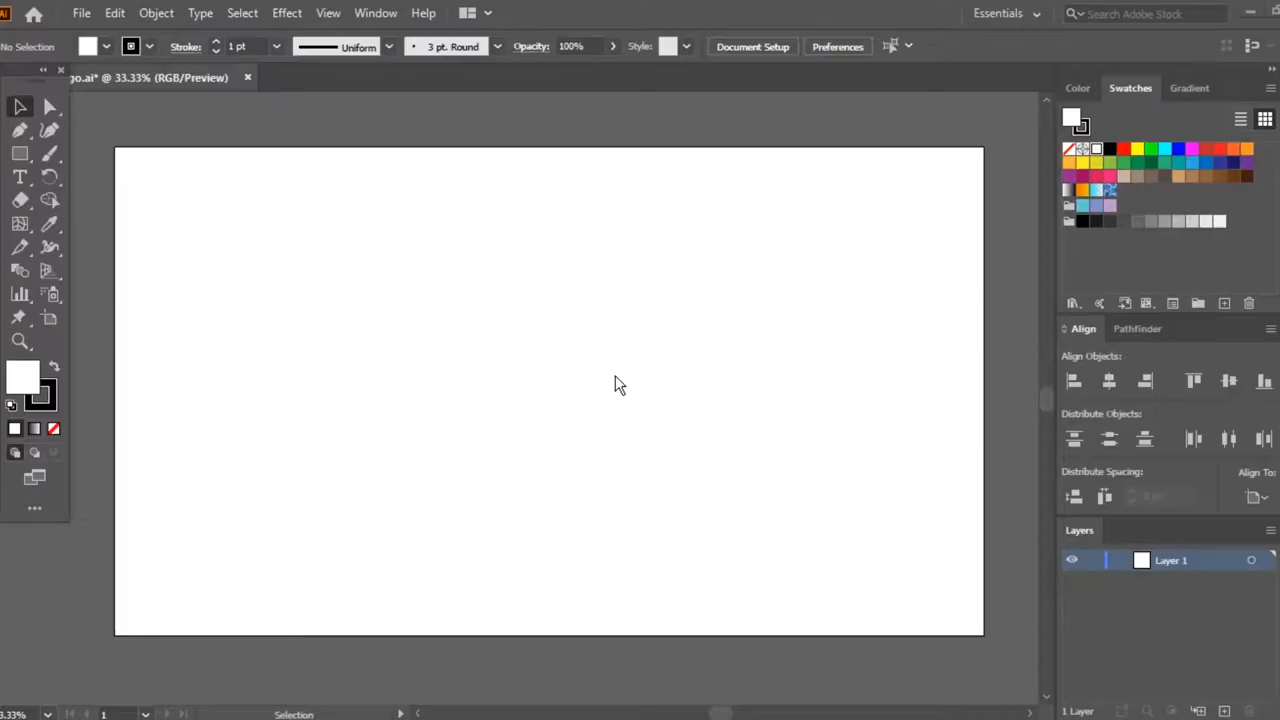 Ai File Edit Object Type Select Effect View Window Help Essentials Search Adobe Stock
No Selection Stroke: 1 pt Uniform 3 pt. Round Opacity: 100% Style: Document Setup Preferences
go.ai* @ 33.33% (RGB/Preview) ×
Color Swatches Gradient
Align Pathfinder
Align Objects:
Distribute Objects:
Distribute Spacing: Align To:
Layers
Layer 1
3.33% 1 Selection 1 Layer